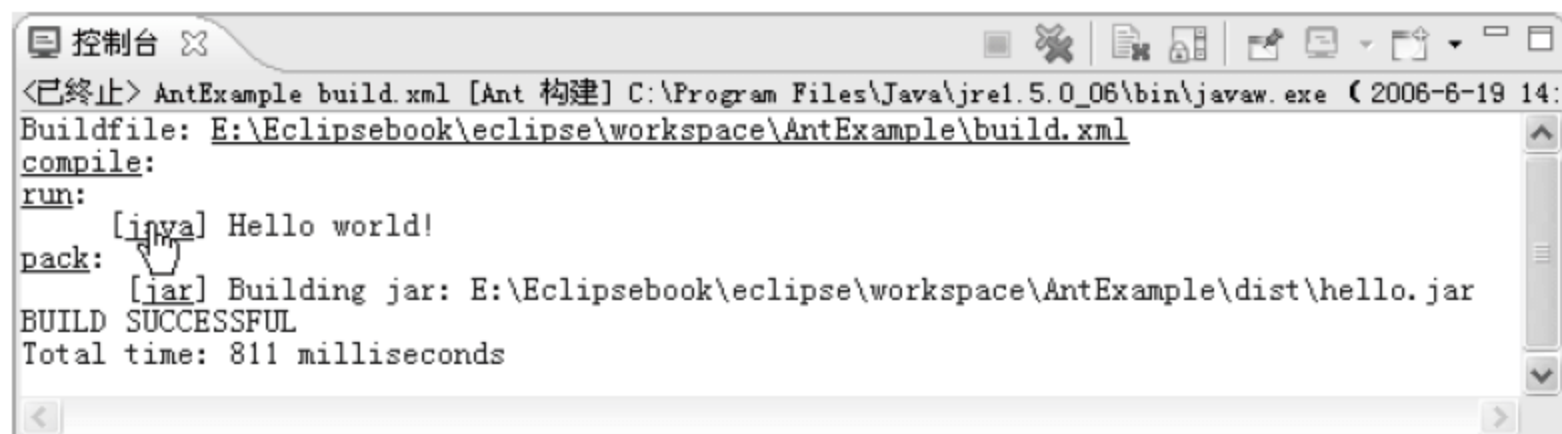 控制台
<已终止> AntExample build.xml [Ant 构建] C:\Program Files\Java\jre1.5.0_06\bin\javaw.exe ( 2006-6-19 14:
Buildfile: E:\Eclipsebook\eclipse\workspace\AntExample\build.xml
compile:
run:
[java] Hello world!
pack:
[jar] Building jar: E:\Eclipsebook\eclipse\workspace\AntExample\dist\hello.jar
BUILD SUCCESSFUL
Total time: 811 milliseconds